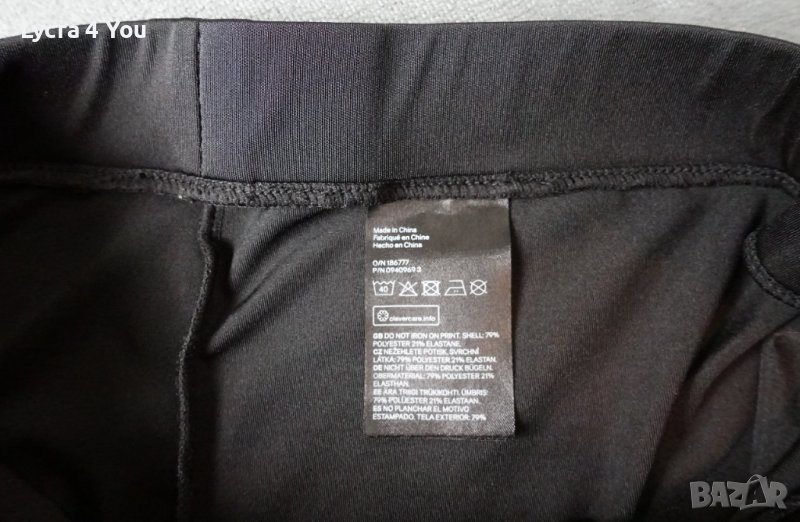 Lycra 4 You
Made in China
Fabriqué en Chine
Hecho en China
O/N 186777
P/N 0940969 3
40
clevercare.info
GB DO NOT IRON ON PRINT. SHELL: 79%
POLYESTER 21% ELASTANE.
CZ NEŽEHLETE POTISK. SVRCHNÍ
LÁTKA: 79% POLYESTER 21% ELASTAN.
DE NICHT ÜBER DEN DRUCK BÜGELN.
OBERMATERIAL: 79% POLYESTER 21%
ELASTHAN.
EE ÄRA TRIIGI TRÜKIKOHTI. ÜMBRIS:
79% POLÜESTER 21% ELASTAAN.
ES NO PLANCHAR EL MOTIVO
ESTAMPADO. TELA EXTERIOR: 79%
BAZAR